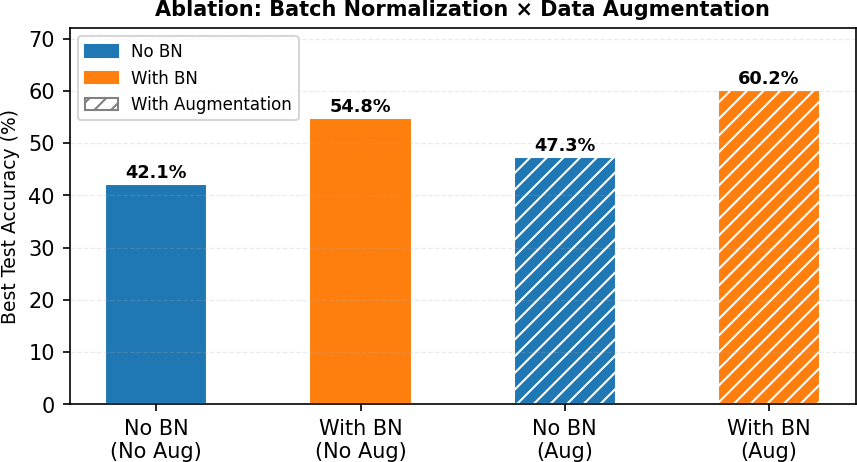 Ablation: Batch Normalization × Data Augmentation
Best Test Accuracy (%)
70
60
50
40
30
20
10
0
No BN
With BN
With Augmentation
42.1%
54.8%
47.3%
60.2%
No BN
(No Aug)
With BN
(No Aug)
No BN
(Aug)
With BN
(Aug)